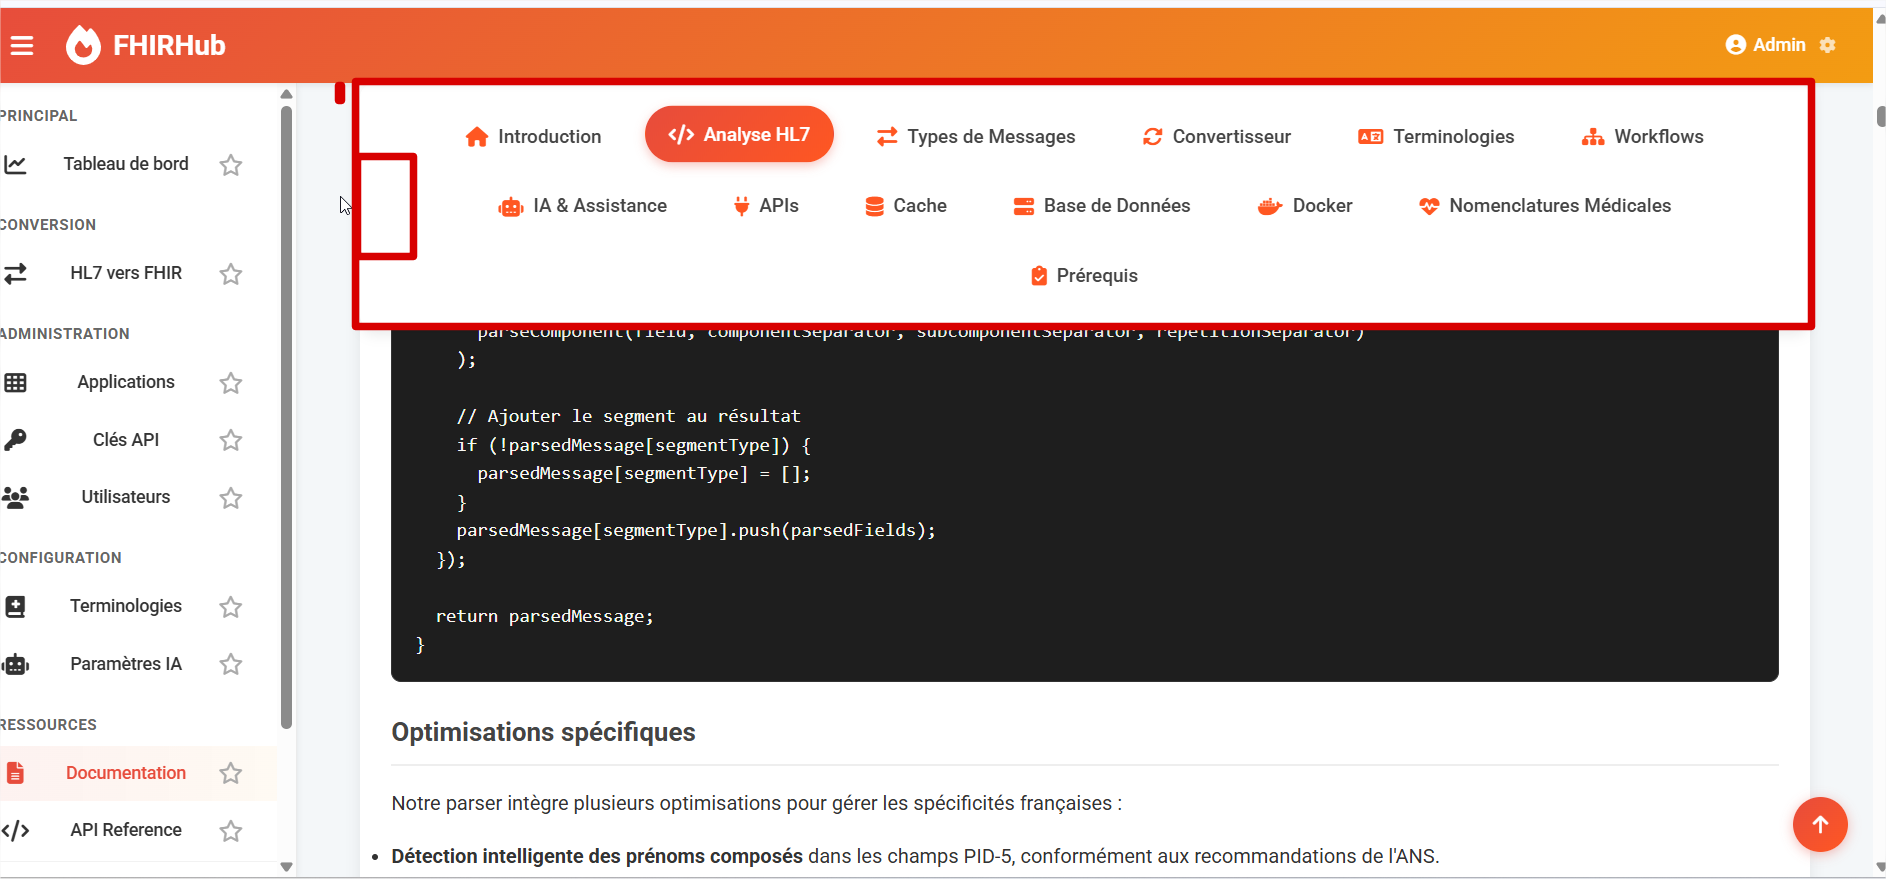 FHIRHub
Admin
PRINCIPAL
Tableau de bord
CONVERSION
HL7 vers FHIR
ADMINISTRATION
Applications
Clés API
Utilisateurs
CONFIGURATION
Terminologies
Paramètres IA
RESSOURCES
Documentation
</> API Reference
Introduction
</> Analyse HL7
Types de Messages
Convertisseur
Terminologies
Workflows
IA & Assistance
APIs
Cache
Base de Données
Docker
Nomenclatures Médicales
Prérequis
parseComponent(field, componentSeparator, subcomponentSeparator, repetitionSeparator)
);
// Ajouter le segment au résultat
if (!parsedMessage[segmentType]) {
parsedMessage[segmentType] = [];
}
parsedMessage[segmentType].push(parsedFields);
});
return parsedMessage;
}
Optimisations spécifiques
Notre parser intègre plusieurs optimisations pour gérer les spécificités françaises :
• Détection intelligente des prénoms composés dans les champs PID-5, conformément aux recommandations de l'ANS.